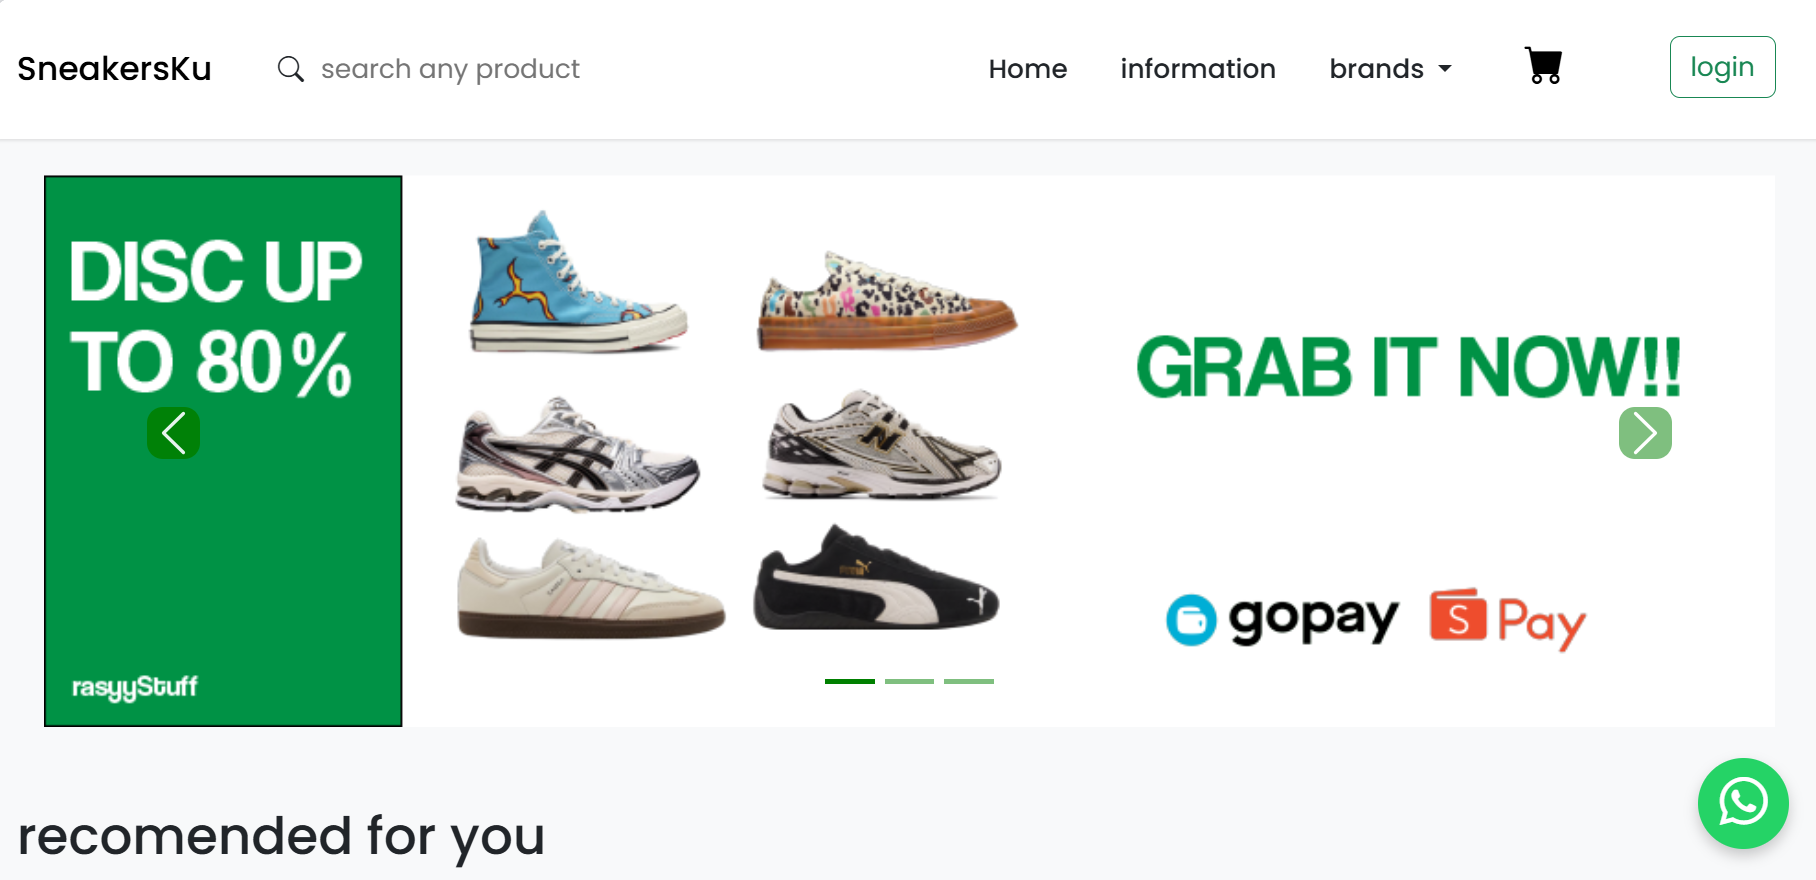 SneakersKu
search any product
Home
information
brands
login
DISC UP
TO 80%
rasyyStuff
GRAB IT NOW!!
gopay
S Pay
recomended for you